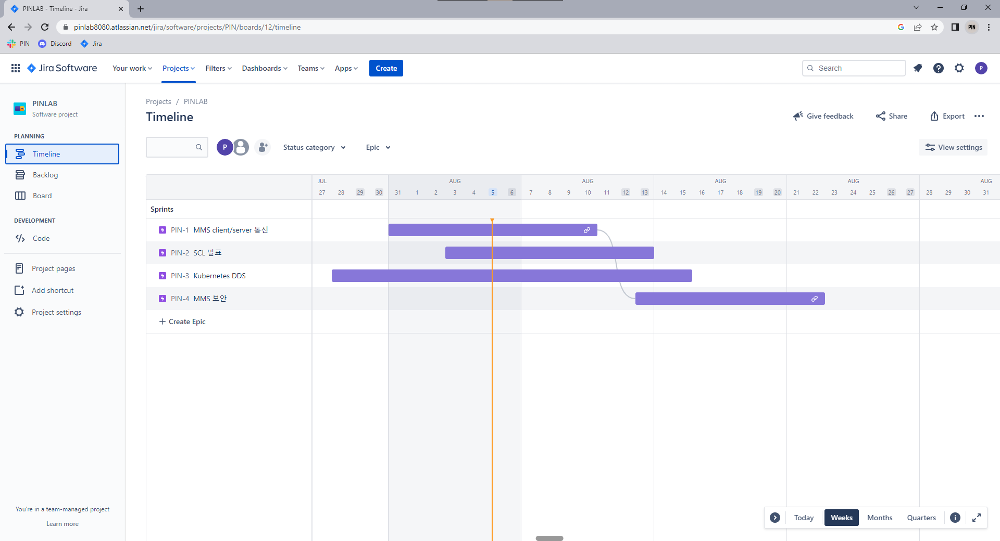 PINLAB - Timeline - Jira
pinlab8080.atlassian.net/jira/software/projects/PIN/boards/12/timeline
PIN
PIN Discord Jira
Jira Software Your work Projects Filters Dashboards Teams Apps Create Search P
PINLAB
Software project
PLANNING
Timeline
Backlog
Board
DEVELOPMENT
Code
Project pages
Add shortcut
Project settings
You're in a team-managed project
Learn more
Projects / PINLAB
Timeline
Give feedback Share Export
P Status category Epic View settings
JUL AUG AUG AUG AUG AUG
27 28 29 30 31 1 2 3 4 5 6 7 8 9 10 11 12 13 14 15 16 17 18 19 20 21 22 23 24 25 26 27 28 29 30 31
Sprints
PIN-1 MMS client/server 통신
PIN-2 SCL 발표
PIN-3 Kubernetes DDS
PIN-4 MMS 보안
Create Epic
Today Weeks Months Quarters